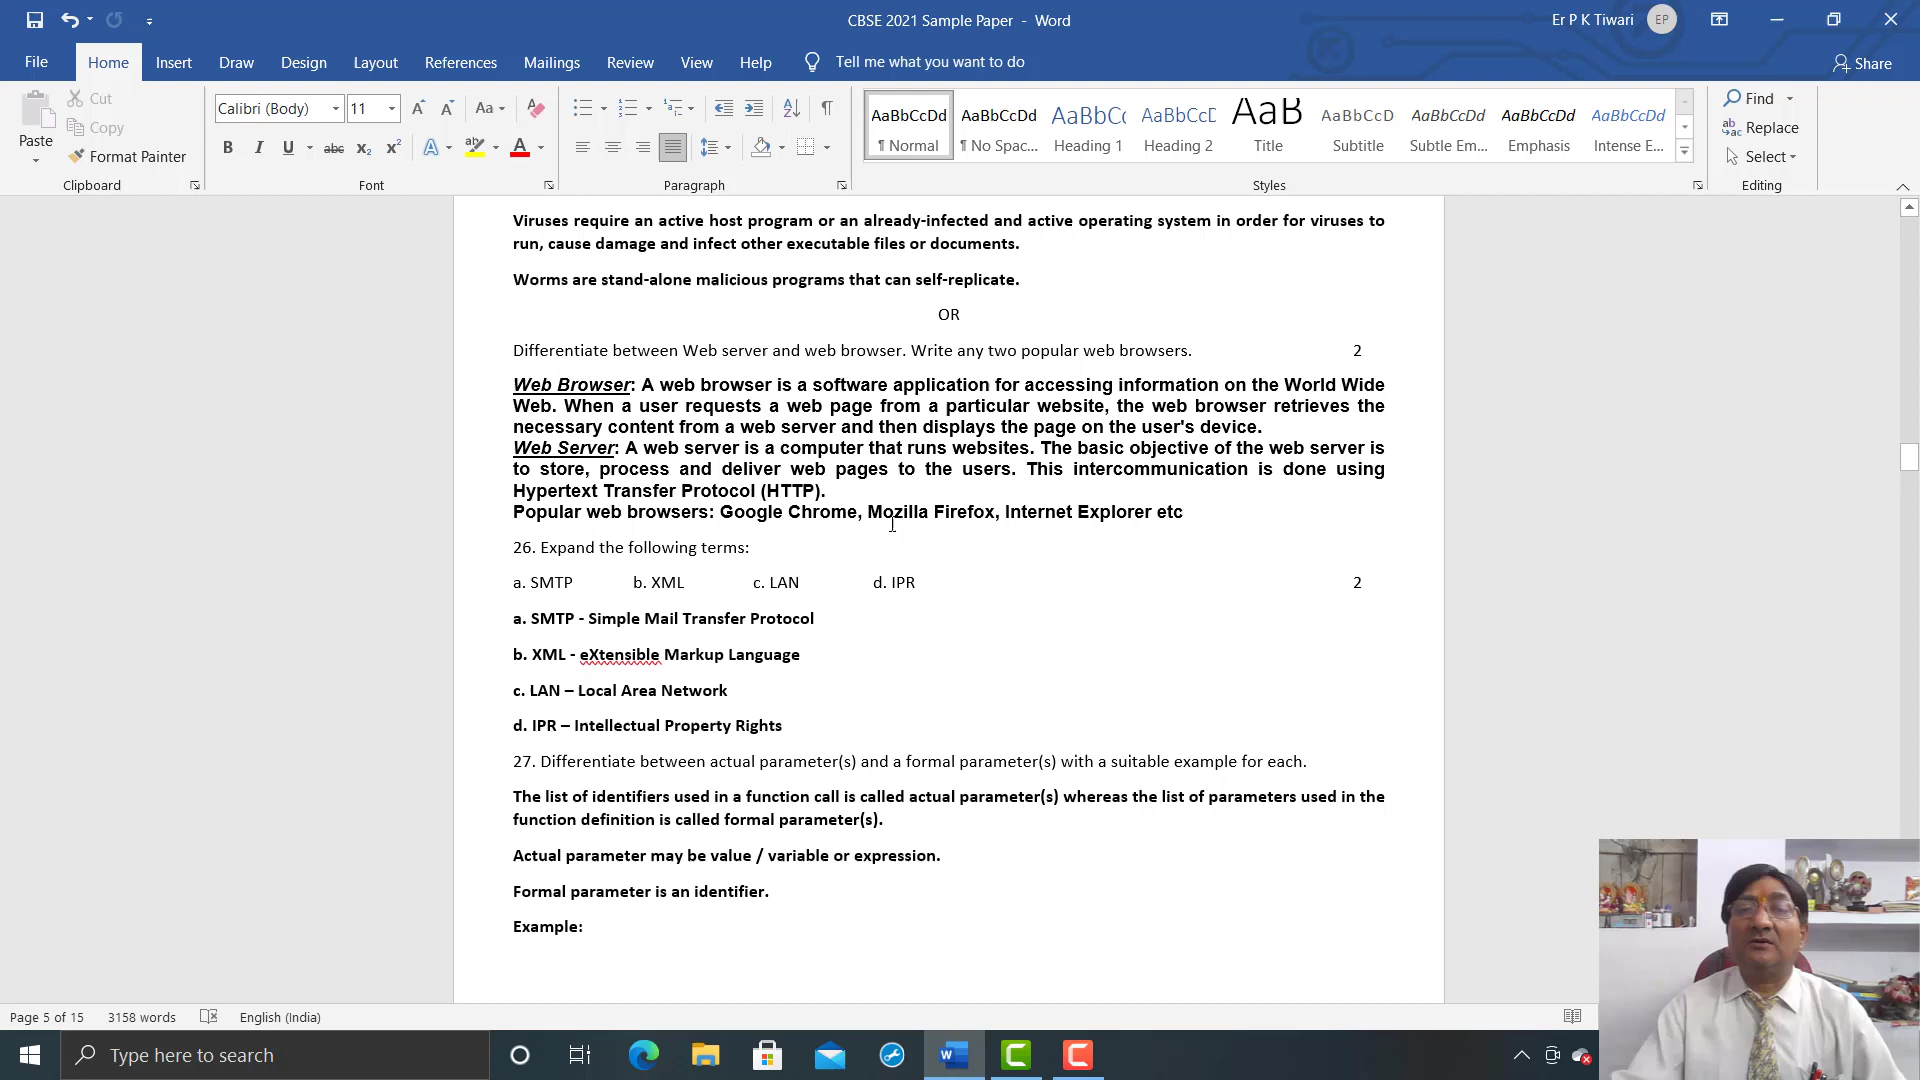 CBSE 2021 Sample Paper - Word
Er P K Tiwari
EP
File Home Insert Draw Design Layout References Mailings Review View Help Tell me what you want to do
Share
Paste
Cut
Copy
Format Painter
Clipboard
Calibri (Body) 11
Font
Paragraph
AaBbCcDd AaBbCcDd AaBbC AaBbCcD AaB AaBbCcD AaBbCcDd AaBbCcDd AaBbCcDd
¶ Normal ¶ No Spac... Heading 1 Heading 2 Title Subtitle Subtle Em... Emphasis Intense E...
Styles
Find
Replace
Select
Editing
Viruses require an active host program or an already-infected and active operating system in order for viruses to
run, cause damage and infect other executable files or documents.
Worms are stand-alone malicious programs that can self-replicate.
OR
Differentiate between Web server and web browser. Write any two popular web browsers. 2
Web Browser: A web browser is a software application for accessing information on the World Wide
Web. When a user requests a web page from a particular website, the web browser retrieves the
necessary content from a web server and then displays the page on the user's device.
Web Server: A web server is a computer that runs websites. The basic objective of the web server is
to store, process and deliver web pages to the users. This intercommunication is done using
Hypertext Transfer Protocol (HTTP).
Popular web browsers: Google Chrome, Mozilla Firefox, Internet Explorer etc
26. Expand the following terms:
a. SMTP b. XML c. LAN d. IPR 2
a. SMTP - Simple Mail Transfer Protocol
b. XML - eXtensible Markup Language
c. LAN – Local Area Network
d. IPR – Intellectual Property Rights
27. Differentiate between actual parameter(s) and a formal parameter(s) with a suitable example for each.
The list of identifiers used in a function call is called actual parameter(s) whereas the list of parameters used in the
function definition is called formal parameter(s).
Actual parameter may be value / variable or expression.
Formal parameter is an identifier.
Example:
Page 5 of 15 3158 words English (India)
Type here to search